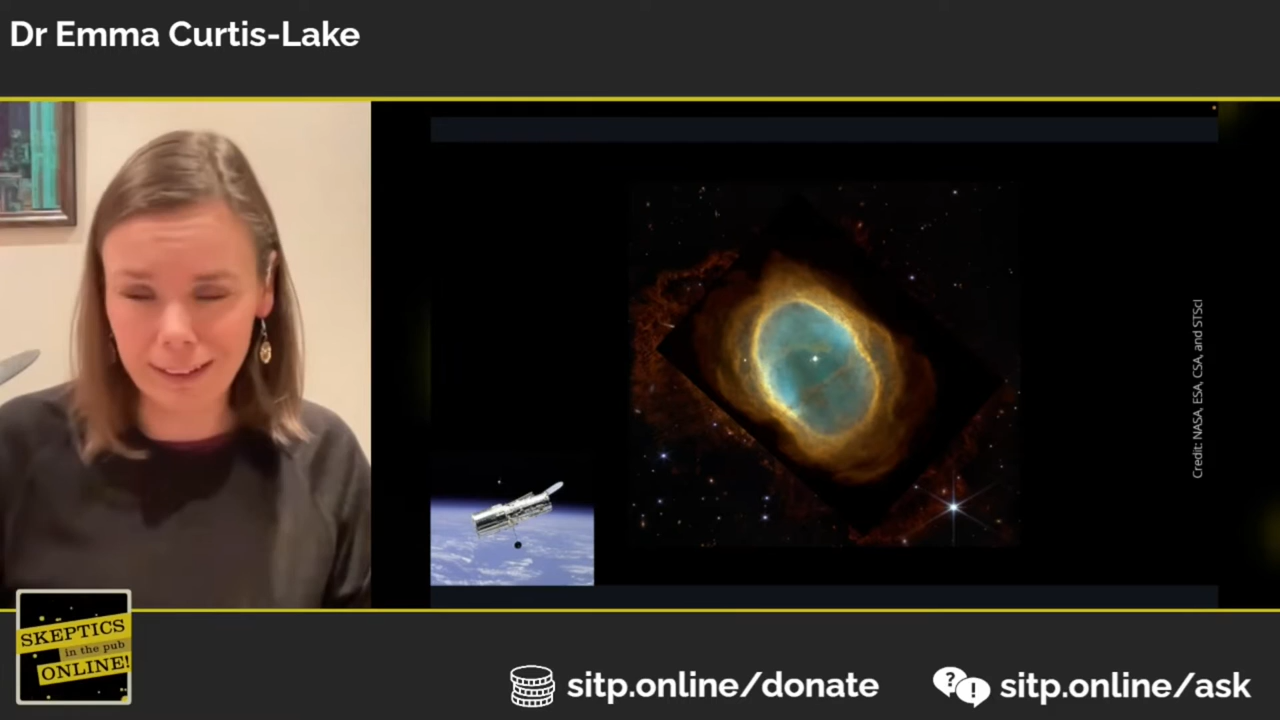 Dr Emma Curtis-Lake
Credit: NASA, ESA, CSA, and STScI
SKEPTICS
in the pub
ONLINE!
sitp.online/donate
? !
sitp.online/ask